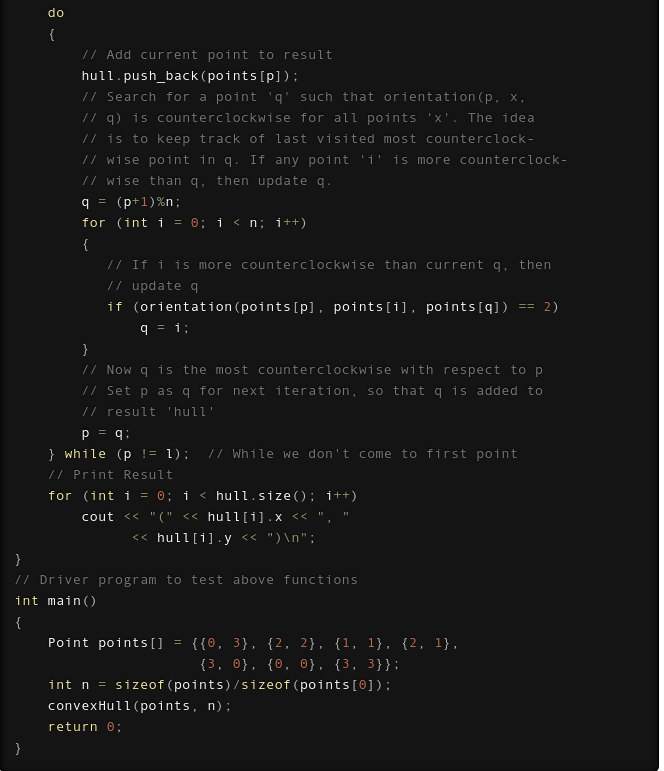 do
{
// Add current point to result
hull.push_back(points[p]);
// Search for a point 'q' such that orientation(p, x,
// q) is counterclockwise for all points 'x'. The idea
// is to keep track of last visited most counterclock-
// wise point in q. If any point 'i' is more counterclock-
// wise than q, then update q.
q = (p+1)%n;
for (int i = 0; i < n; i++)
{
// If i is more counterclockwise than current q, then
// update q
if (orientation(points[p], points[i], points[q]) == 2)
q = i;
}
// Now q is the most counterclockwise with respect to p
// Set p as q for next iteration, so that q is added to
// result 'hull'
p = q;
} while (p != l);  // While we don't come to first point
// Print Result
for (int i = 0; i < hull.size(); i++)
cout << "(" << hull[i].x << ", "
<< hull[i].y << ")\n";
}
// Driver program to test above functions
int main()
{
Point points[] = {{0, 3}, {2, 2}, {1, 1}, {2, 1},
{3, 0}, {0, 0}, {3, 3}};
int n = sizeof(points)/sizeof(points[0]);
convexHull(points, n);
return 0;
}